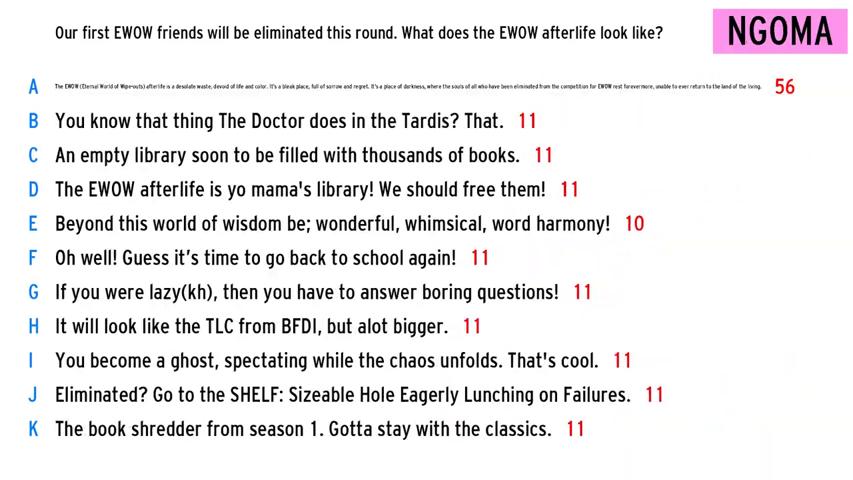 Our first EWOW friends will be eliminated this round. What does the EWOW afterlife look like?
NGOMA
A The EWOW (Eternal World of Wipe-outs) afterlife is a desolate waste, devoid of life and color. It's a bleak place, full of sorrow and regret. It's a place of darkness, where the souls of all who have been eliminated from the competition for EWOW rest forevermore, unable to ever return to the land of the living. 56
B You know that thing The Doctor does in the Tardis? That. 11
C An empty library soon to be filled with thousands of books. 11
D The EWOW afterlife is yo mama's library! We should free them! 11
E Beyond this world of wisdom be; wonderful, whimsical, word harmony! 10
F Oh well! Guess it's time to go back to school again! 11
G If you were lazy(kh), then you have to answer boring questions! 11
H It will look like the TLC from BFDI, but alot bigger. 11
I You become a ghost, spectating while the chaos unfolds. That's cool. 11
J Eliminated? Go to the SHELF: Sizeable Hole Eagerly Lunching on Failures. 11
K The book shredder from season 1. Gotta stay with the classics. 11